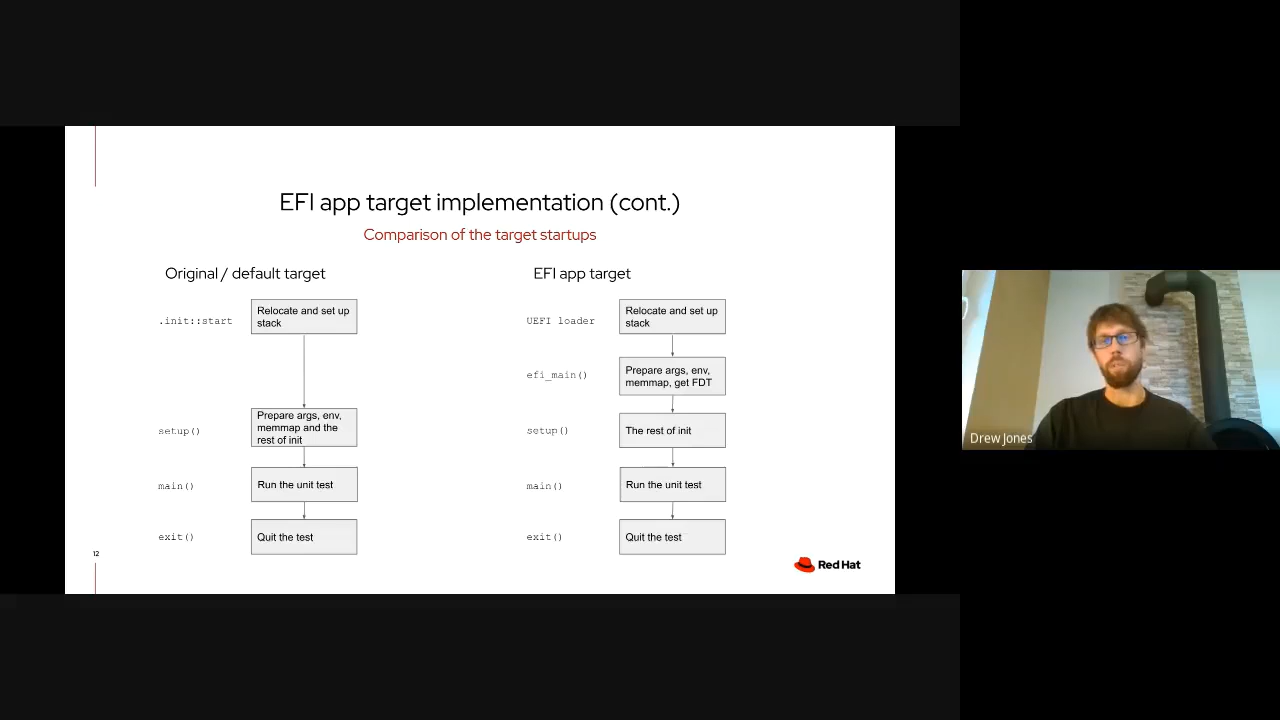 EFI app target implementation (cont.)
Comparison of the target startups
Original / default target
.init::start
Relocate and set up
stack
setup()
Prepare args, env,
memmap and the
rest of init
main()
Run the unit test
exit()
Quit the test
EFI app target
UEFI loader
Relocate and set up
stack
efi_main()
Prepare args, env,
memmap, get FDT
setup()
The rest of init
main()
Run the unit test
exit()
Quit the test
12
Red Hat
Drew Jones